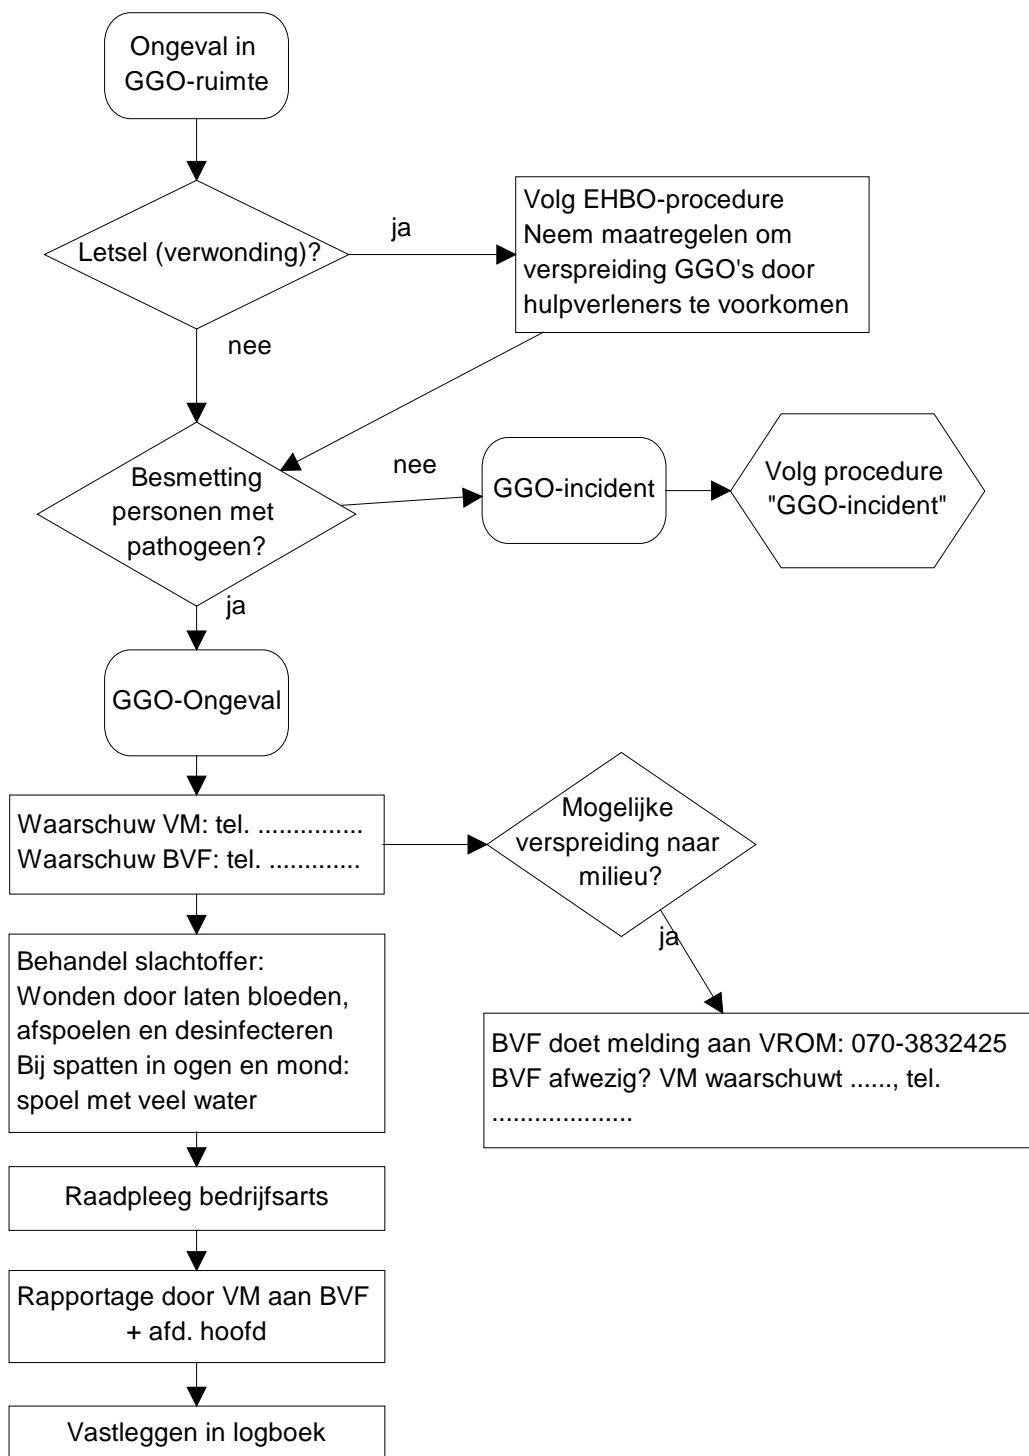 Ongeval in
GGO-ruimte
Letsel (verwonding)?
ja
Volg EHBO-procedure
Neem maatregelen om
verspreiding GGO's door
hulpverleners te voorkomen
nee
Besmetting
personen met
pathogeen?
nee
GGO-incident
Volg procedure
"GGO-incident"
ja
GGO-Ongeval
Waarschuw VM: tel. ...............
Waarschuw BVF: tel. .............
Mogelijke
verspreiding naar
milieu?
ja
Behandel slachtoffer:
Wonden door laten bloeden,
afspoelen en desinfecteren
Bij spatten in ogen en mond:
spoel met veel water
BVF doet melding aan VROM: 070-3832425
BVF afwezig? VM waarschuwt ......, tel.
....................
Raadpleeg bedrijfsarts
Rapportage door VM aan BVF
+ afd. hoofd
Vastleggen in logboek